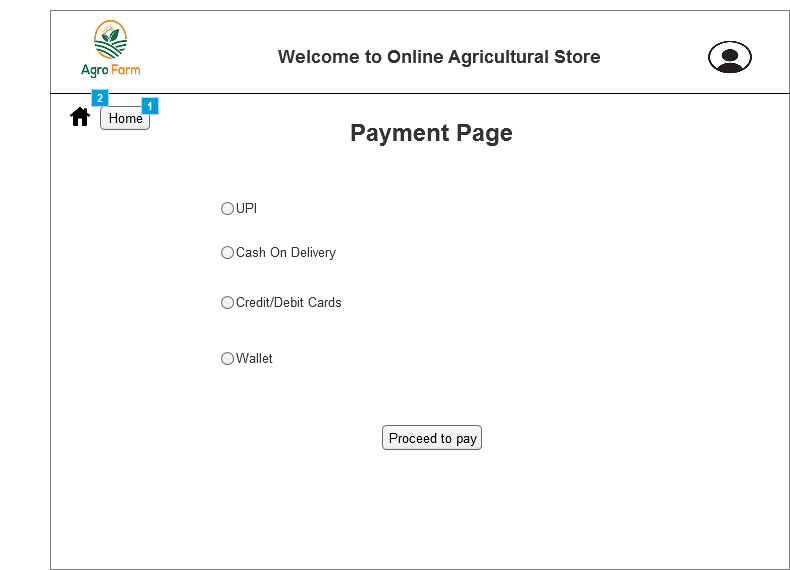 Agro Farm
Welcome to Online Agricultural Store
2
1
Home
Payment Page
UPI
Cash On Delivery
Credit/Debit Cards
Wallet
Proceed to pay